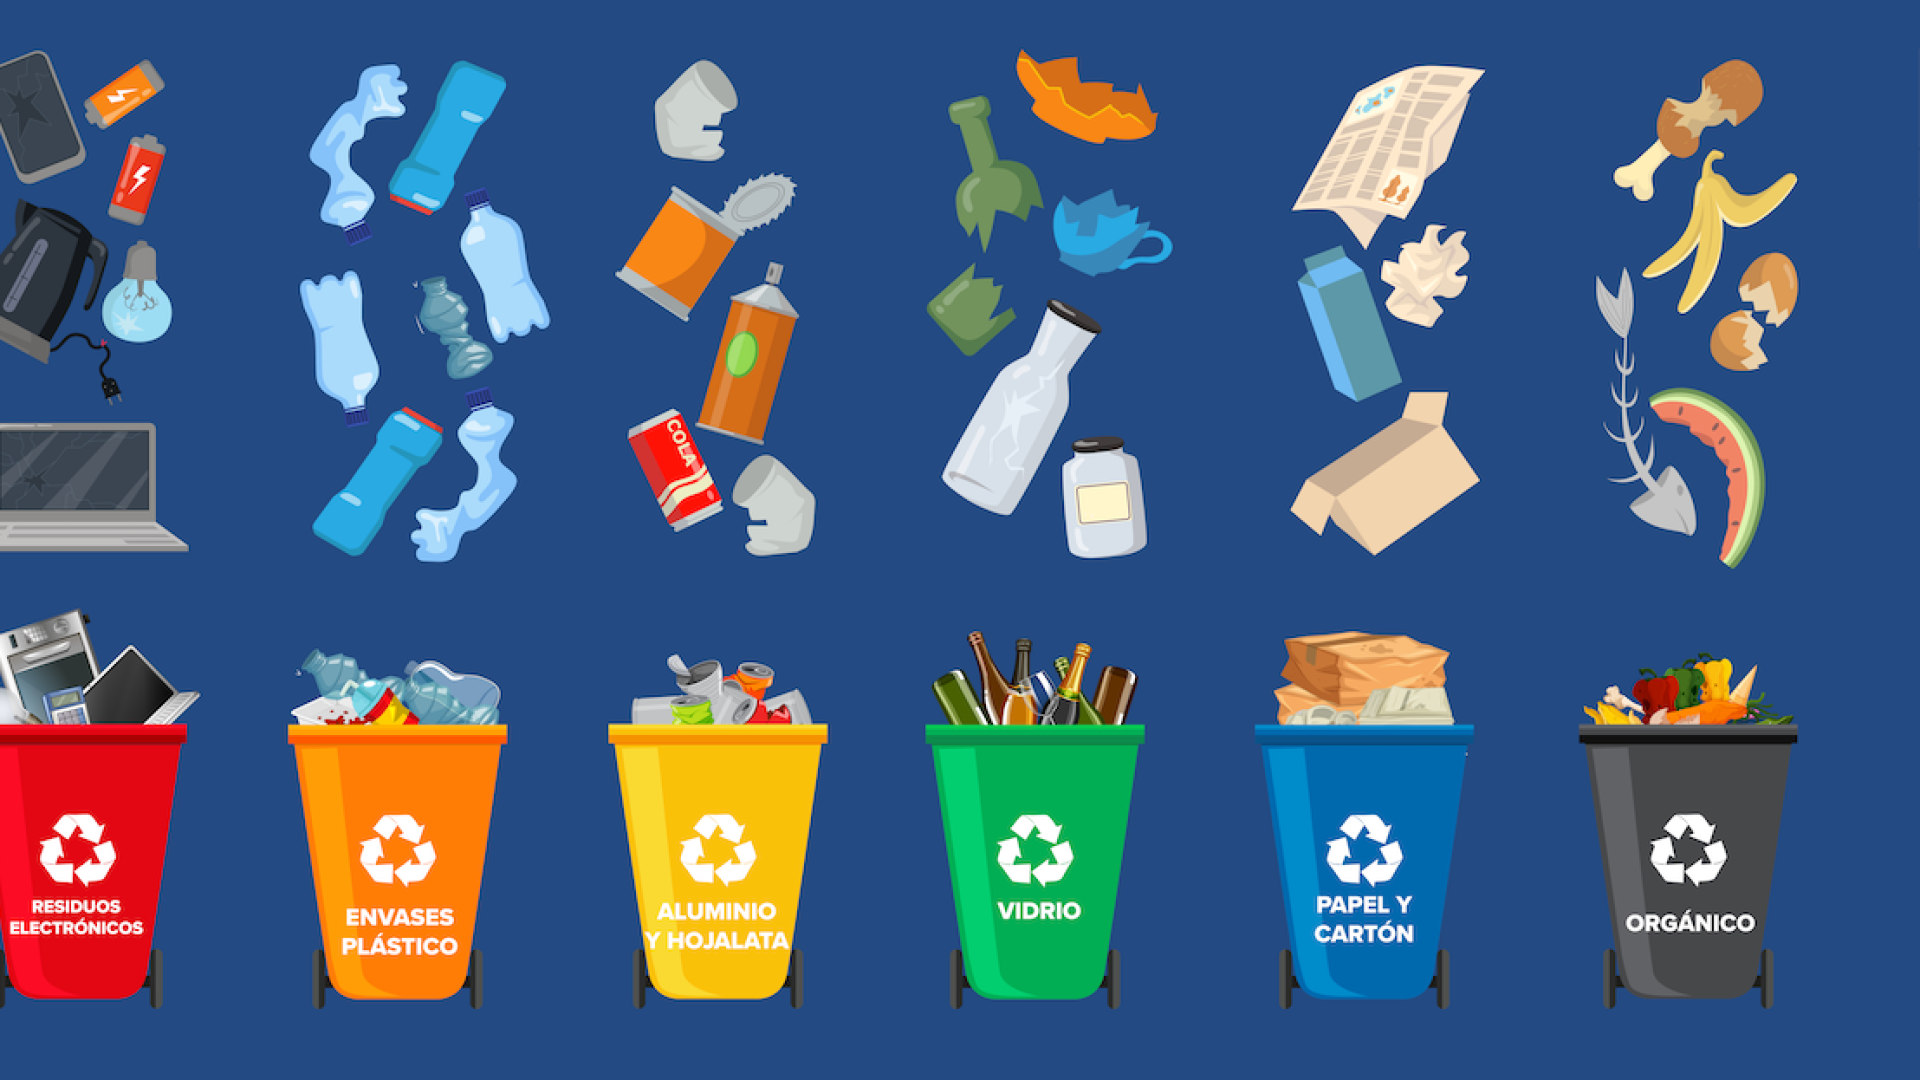 COLA
RESIDUOS
ELECTRÓNICOS
ENVASES
PLÁSTICO
ALUMINIO
Y HOJALATA
VIDRIO
PAPEL Y
CARTÓN
ORGÁNICO